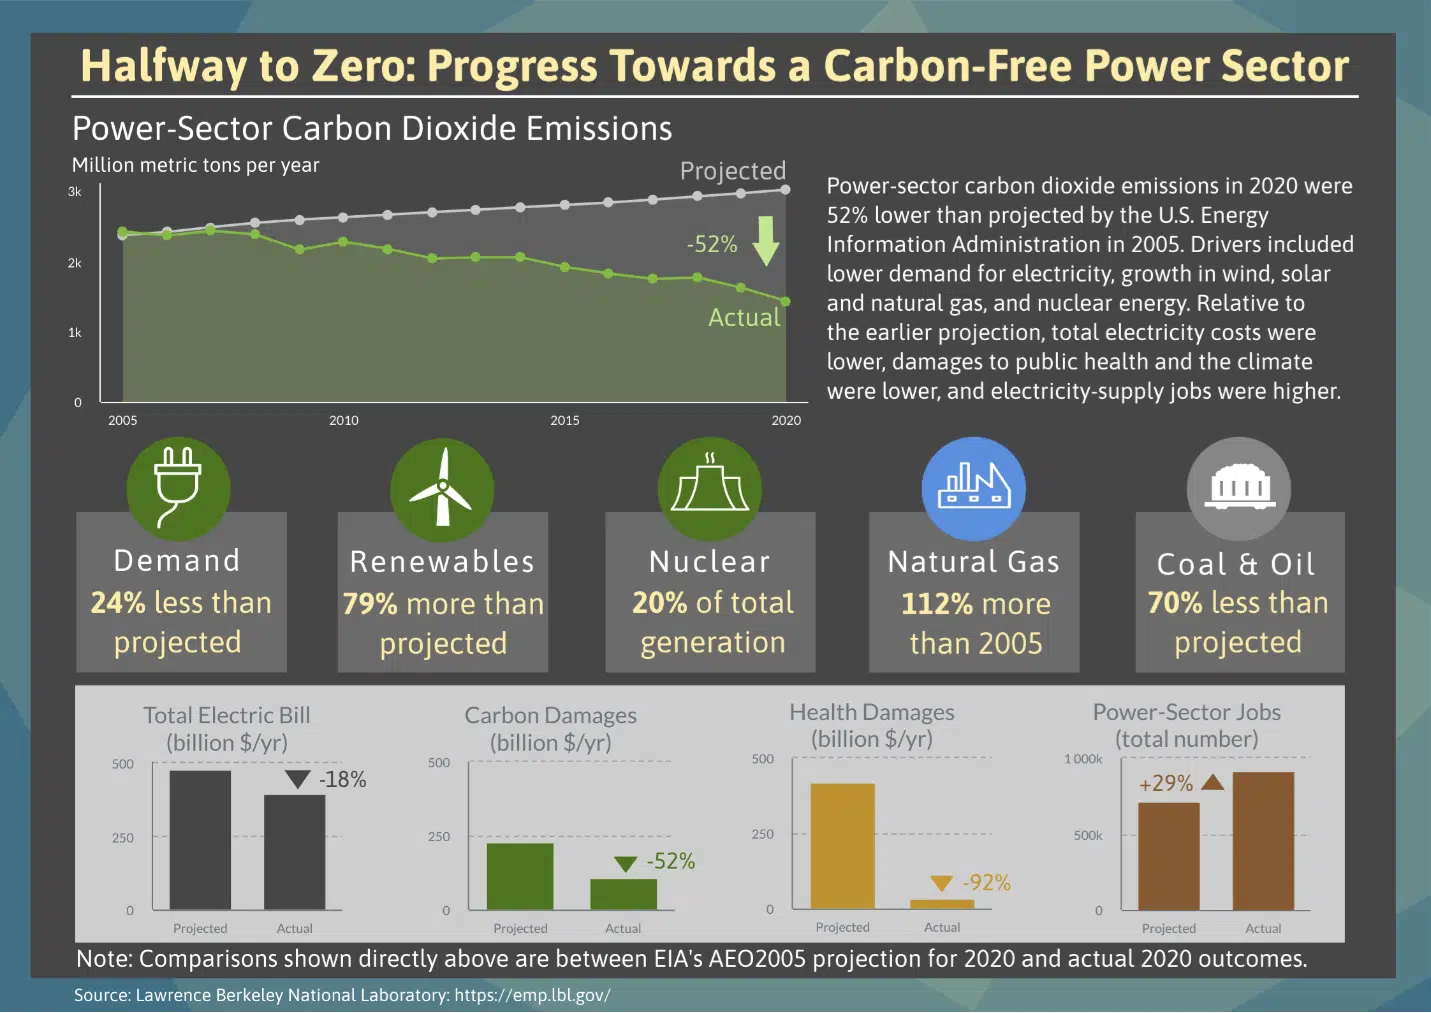 Halfway to Zero: Progress Towards a Carbon-Free Power Sector
Power-Sector Carbon Dioxide Emissions
Million metric tons per year
Projected
3k
2k
1k
0
-52%
Actual
2005
2010
2015
2020
Power-sector carbon dioxide emissions in 2020 were
52% lower than projected by the U.S. Energy
Information Administration in 2005. Drivers included
lower demand for electricity, growth in wind, solar
and natural gas, and nuclear energy. Relative to
the earlier projection, total electricity costs were
lower, damages to public health and the climate
were lower, and electricity-supply jobs were higher.
Demand
24% less than
projected
Renewables
79% more than
projected
Nuclear
20% of total
generation
Natural Gas
112% more
than 2005
Coal & Oil
70% less than
projected
Total Electric Bill
(billion $/yr)
500
250
0
-18%
Projected
Actual
Carbon Damages
(billion $/yr)
500
250
0
-52%
Projected
Actual
Health Damages
(billion $/yr)
500
250
0
-92%
Projected
Actual
Power-Sector Jobs
(total number)
1 000k
500k
0
+29%
Projected
Actual
Note: Comparisons shown directly above are between EIA's AEO2005 projection for 2020 and actual 2020 outcomes.
Source: Lawrence Berkeley National Laboratory: https://emp.lbl.gov/